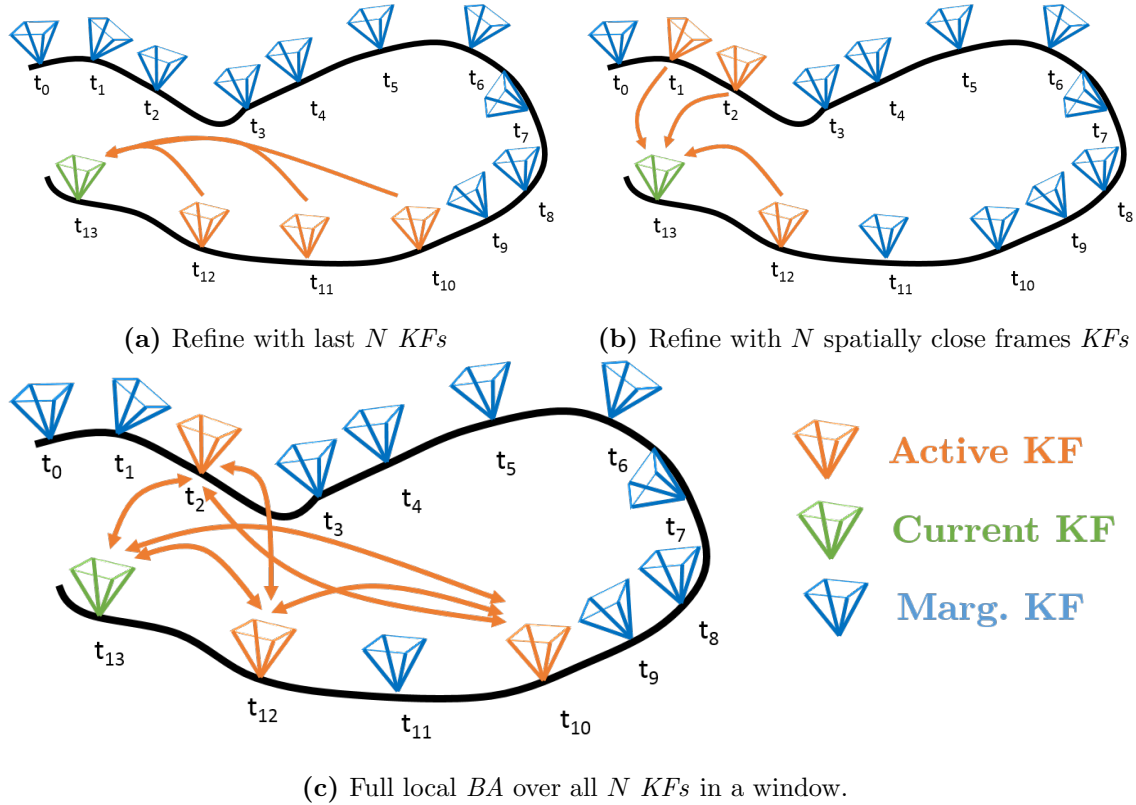 t0
t1
t2
t3
t4
t5
t6
t7
t8
t9
t10
t11
t12
t13
(a) Refine with last N KFs
t0
t1
t2
t3
t4
t5
t6
t7
t8
t9
t10
t11
t12
t13
(b) Refine with N spatially close frames KFs
t0
t1
t2
t3
t4
t5
t6
t7
t8
t9
t10
t11
t12
t13
Active KF
Current KF
Marg. KF
(c) Full local BA over all N KFs in a window.